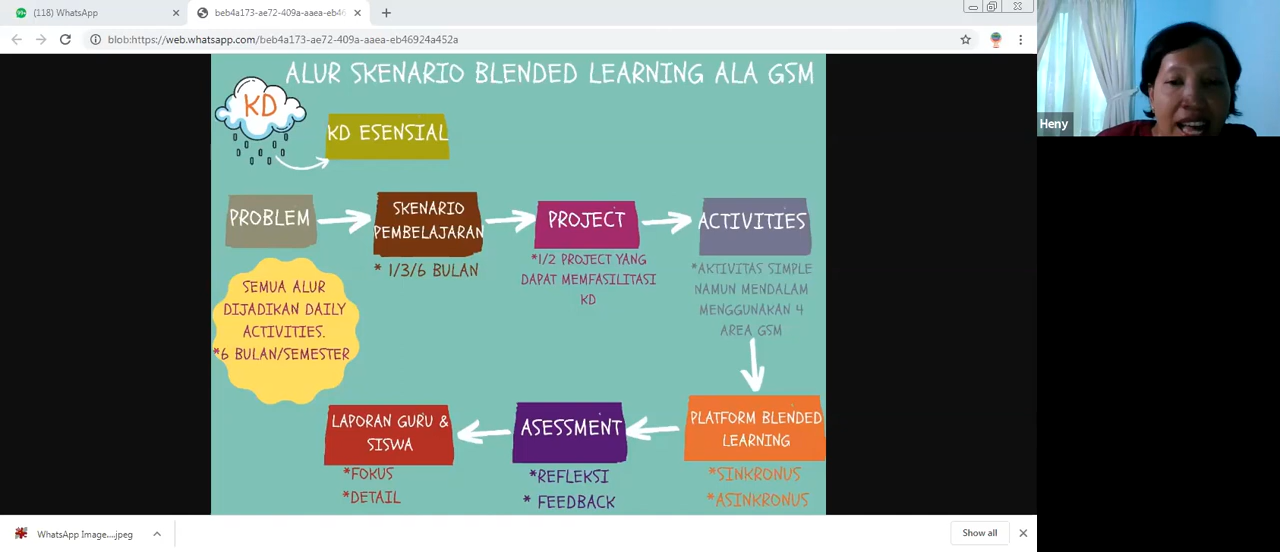 (118) WhatsApp
beb4a173-ae72-409a-aaea-eb46
blob:https://web.whatsapp.com/beb4a173-ae72-409a-aaea-eb46924a452a
ALUR SKENARIO BLENDED LEARNING ALA GSM
KD
KD ESENSIAL
PROBLEM
SKENARIO
PEMBELAJARAN
* 1/3/6 BULAN
PROJECT
*1/2 PROJECT YANG
DAPAT MEMFASILITASI
KD
ACTIVITIES
*AKTIVITAS SIMPLE
NAMUN MENDALAM
MENGGUNAKAN 4
AREA GSM
SEMUA ALUR
DIJADIKAN DAILY
ACTIVITIES.
*6 BULAN/SEMESTER
PLATFORM BLENDED
LEARNING
*SINKRONUS
*ASINKRONUS
ASESSMENT
*REFLEKSI
* FEEDBACK
LAPORAN GURU &
SISWA
*FOKUS
*DETAIL
Heny
WhatsApp Image....jpeg
Show all